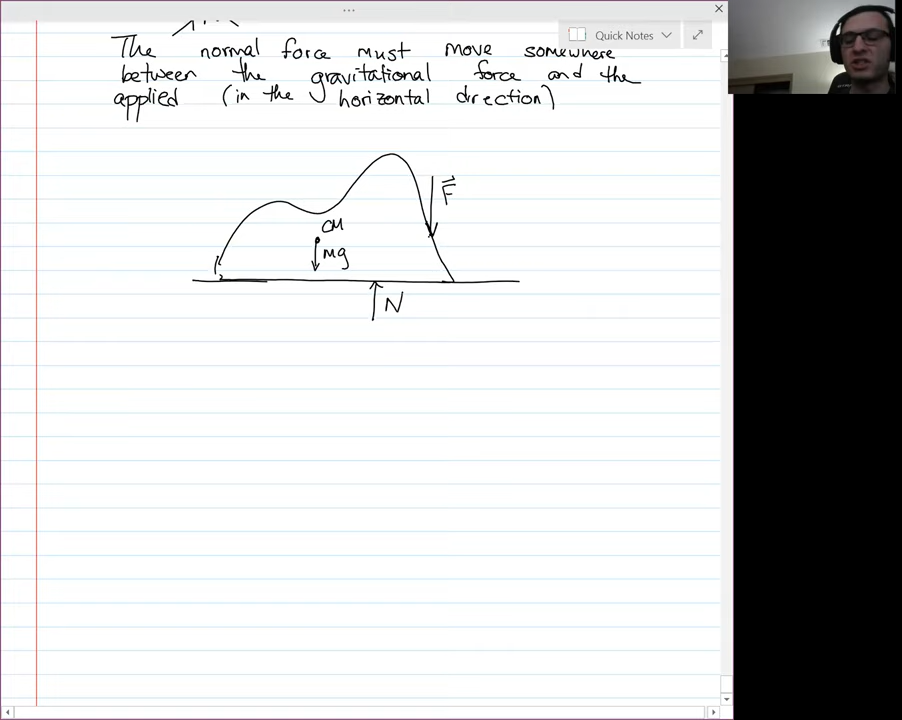 Quick Notes
The normal force must move somewhere
between the gravitational force and the
applied (in the horizontal direction)
F
CM
Mg
N